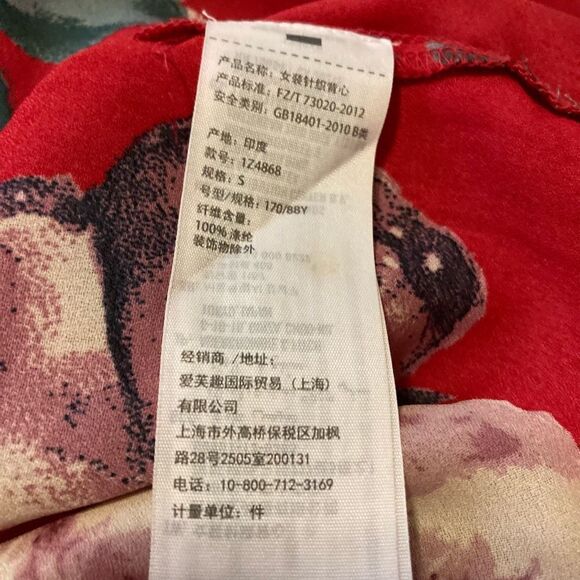 产品名称：女装针织背心
产品标准：FZ/T 73020-2012
安全类别：GB18401-2010 B类
产地：印度
款号：1Z4868
规格：S
号型/规格：170/88Y
纤维含量：
100% 涤纶
装饰物除外
经销商 /地址：
爱芙趣国际贸易（上海）
有限公司
上海市外高桥保税区加枫
路28号2505室200131
电话：10-800-712-3169
计量单位：件